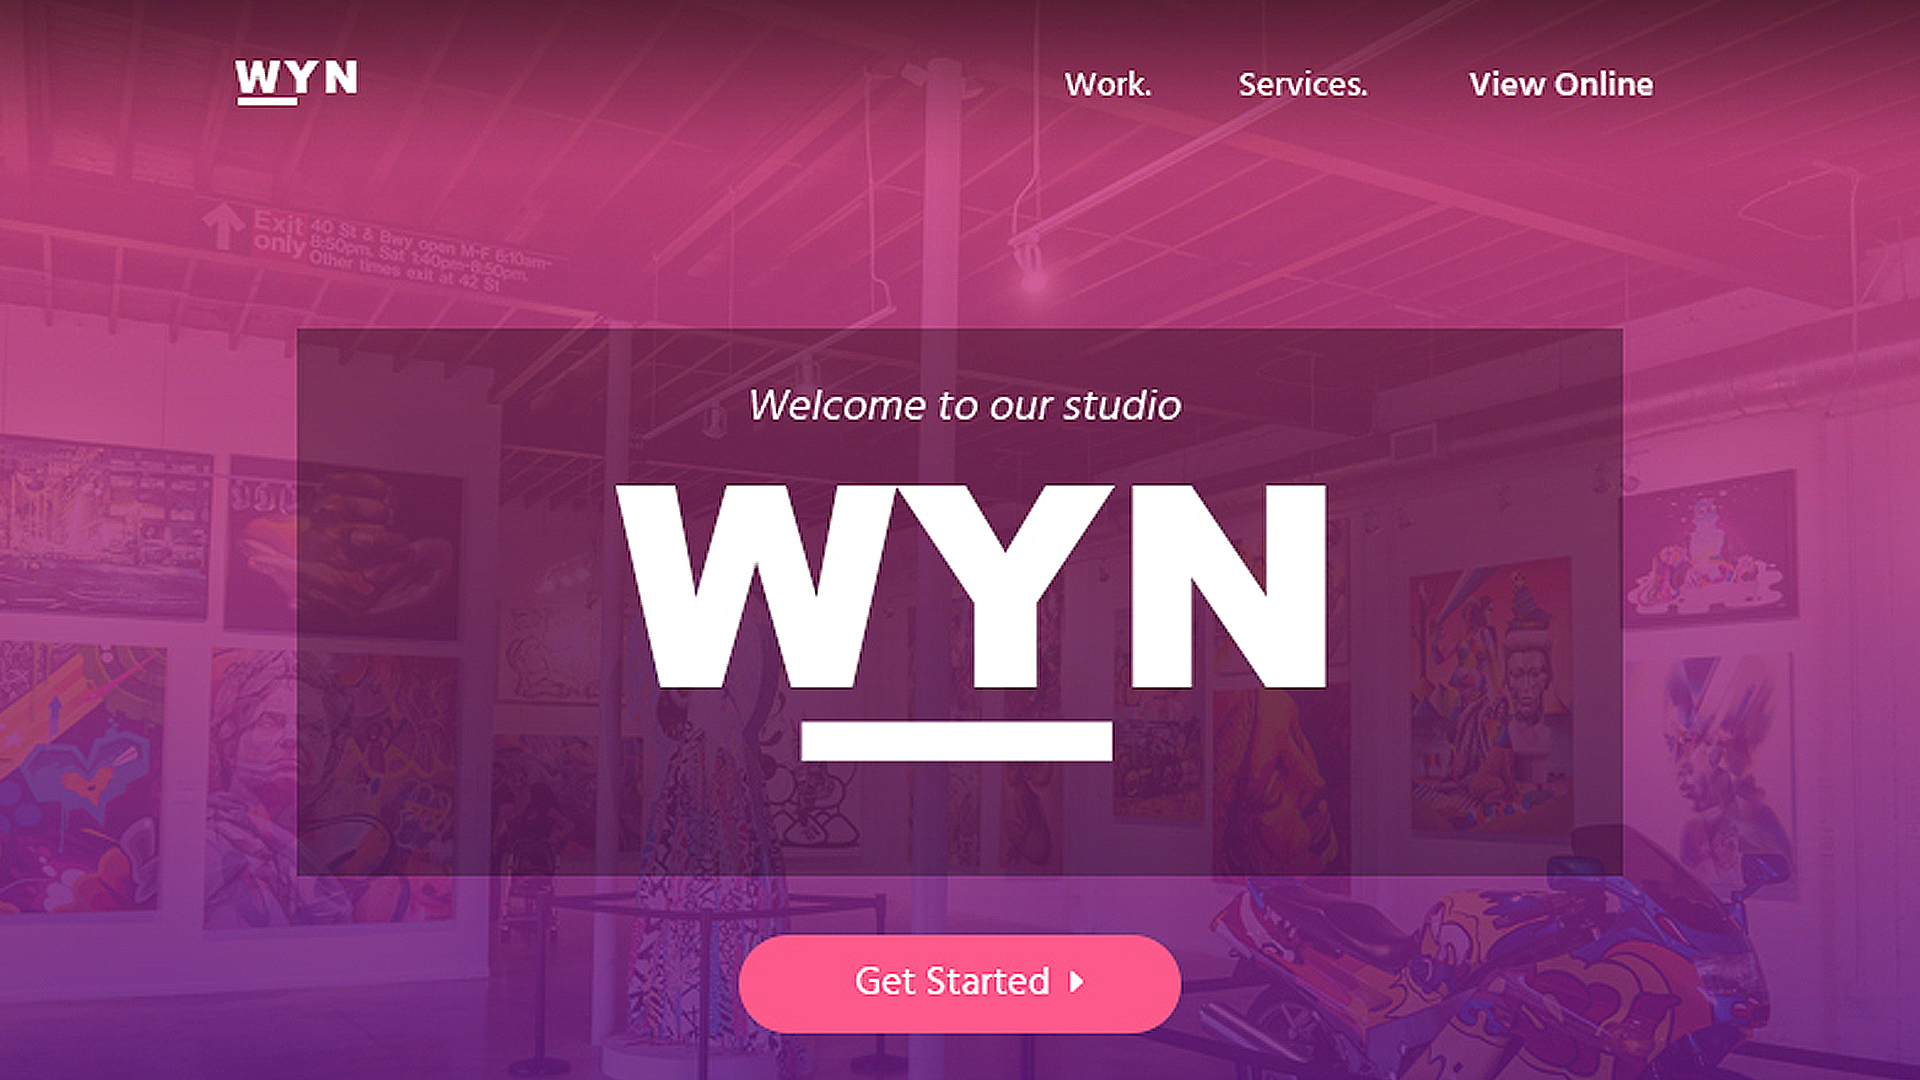 WYN
Work. Services. View Online
Exit only
40 St & Bwy open M-F 6:10am-
8:50pm. Sat 1:40pm-8:50pm.
Other times exit at 42 St
Welcome to our studio
WYN
Get Started